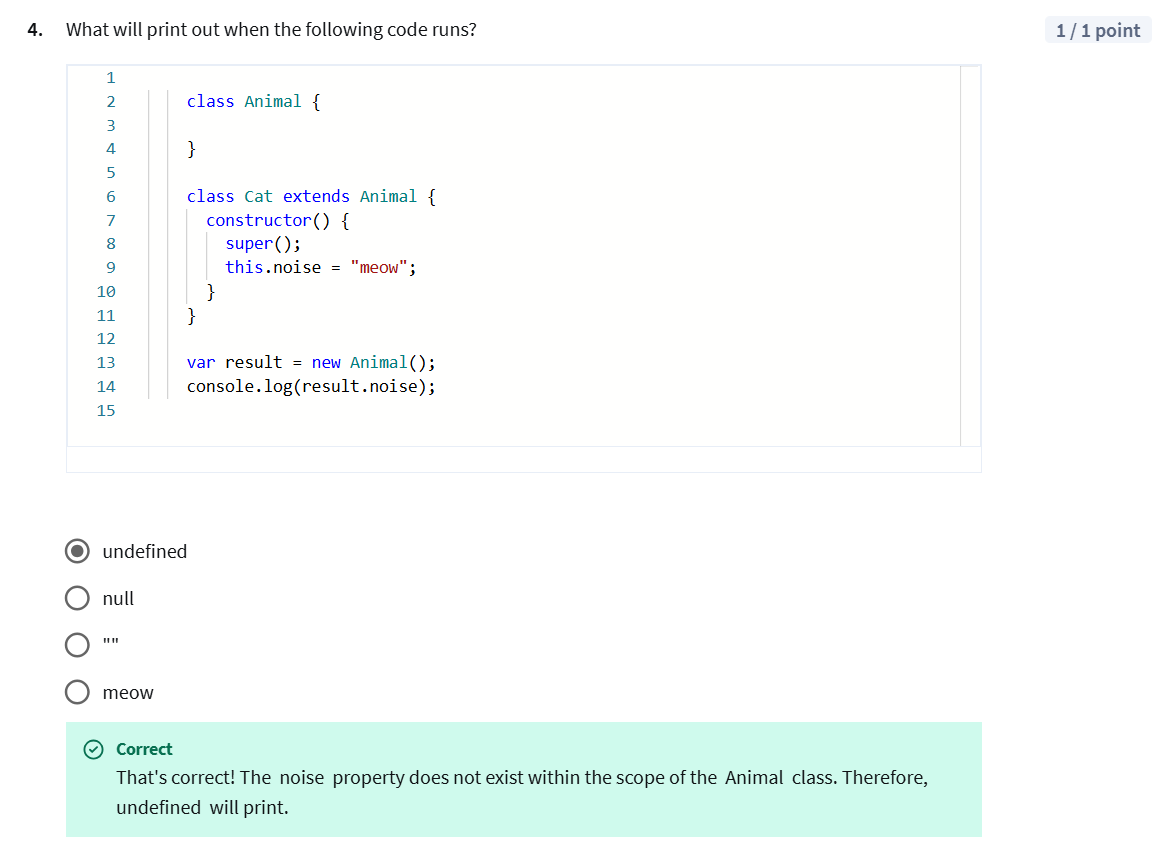 4. What will print out when the following code runs?
1 / 1 point
1
2 class Animal {
3
4 }
5
6 class Cat extends Animal {
7 constructor() {
8 super();
9 this.noise = "meow";
10 }
11 }
12
13 var result = new Animal();
14 console.log(result.noise);
15
undefined
null
""
meow
Correct
That's correct! The noise property does not exist within the scope of the Animal class. Therefore,
undefined will print.